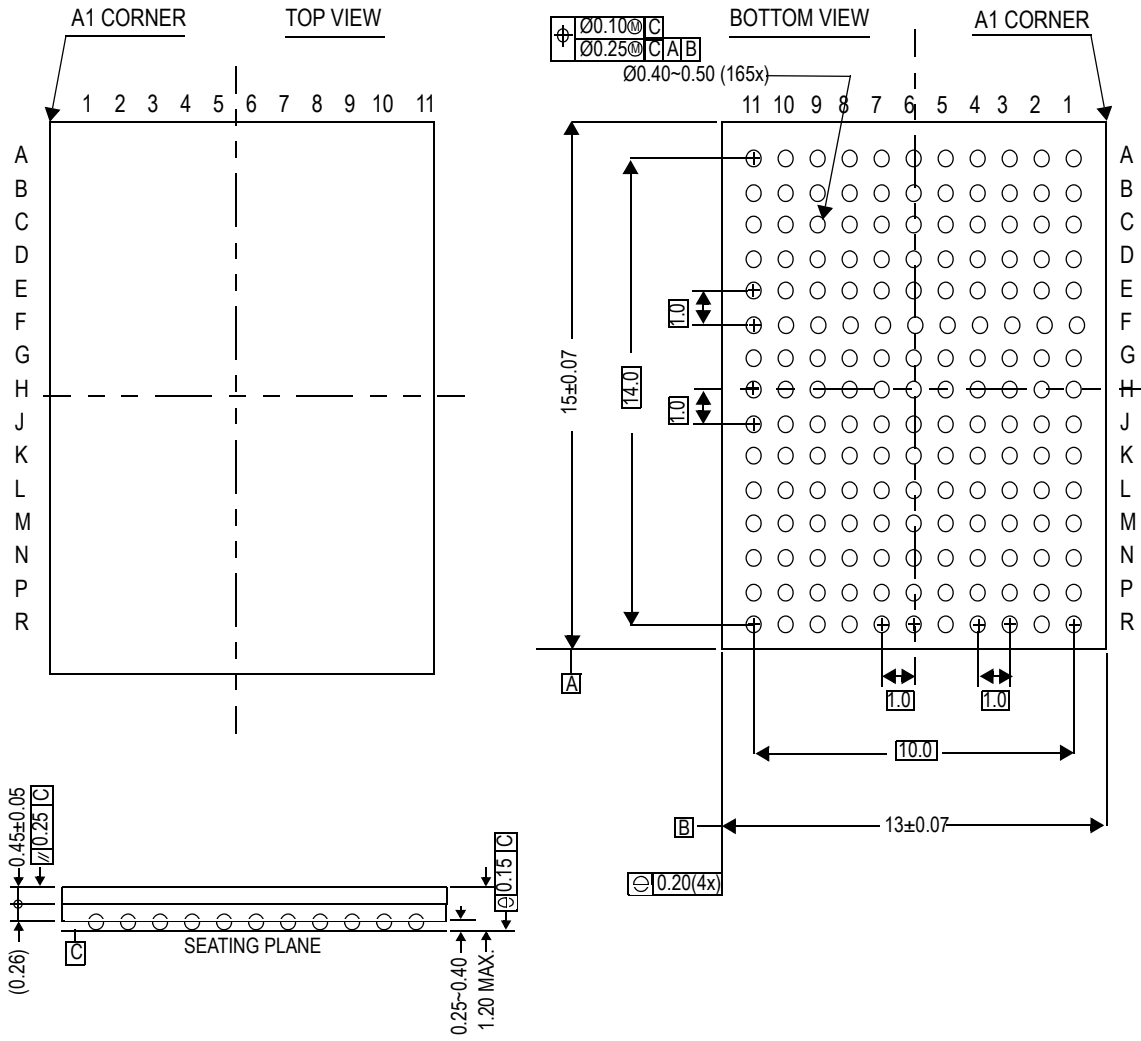 A1 CORNER TOP VIEW
1 2 3 4 5 6 7 8 9 10 11
A
B
C
D
E
F
G
H
J
K
L
M
N
P
R
BOTTOM VIEW A1 CORNER
⌖ Ø0.10Ⓜ C
Ø0.25Ⓜ C A B
Ø0.40~0.50 (165x)
11 10 9 8 7 6 5 4 3 2 1
A
B
C
D
E
F
G
H
J
K
L
M
N
P
R
15±0.07
14.0
1.0
1.0
A
1.0
1.0
10.0
B
13±0.07
0.20(4x)
0.45±0.05
// 0.25 C
(0.26)
C
SEATING PLANE
0.25~0.40
1.20 MAX.
0.15 C